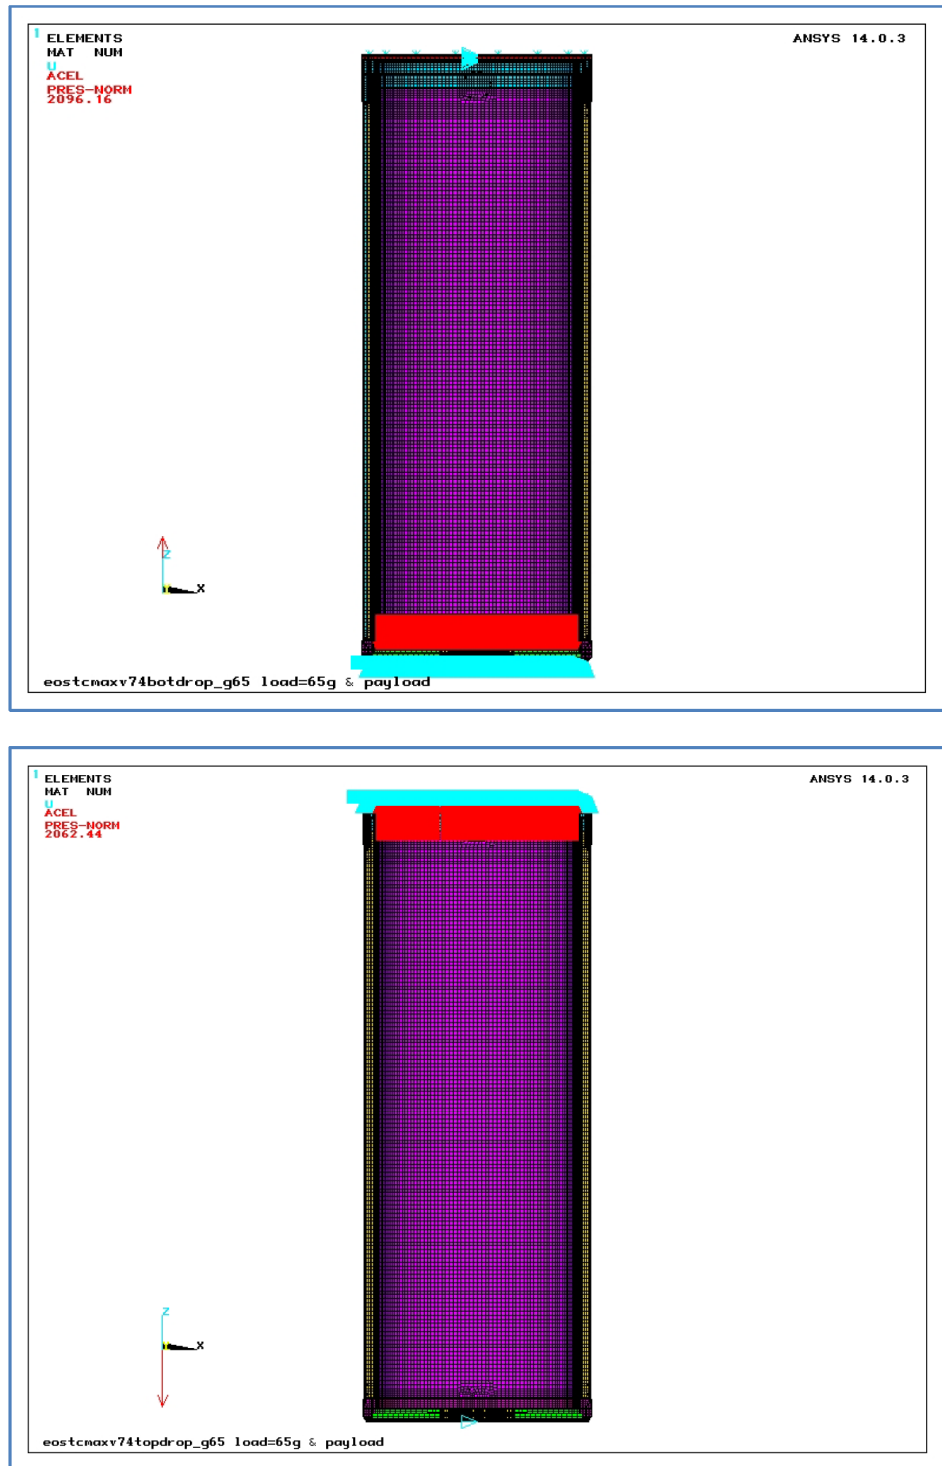 1
ELEMENTS
MAT NUM
U
ACEL
PRES-NORM
2096.16
ANSYS 14.0.3
Z
X
eostcmaxv74botdrop_g65 load=65g & payload
1
ELEMENTS
MAT NUM
U
ACEL
PRES-NORM
2062.44
ANSYS 14.0.3
Z
X
eostcmaxv74topdrop_g65 load=65g & payload